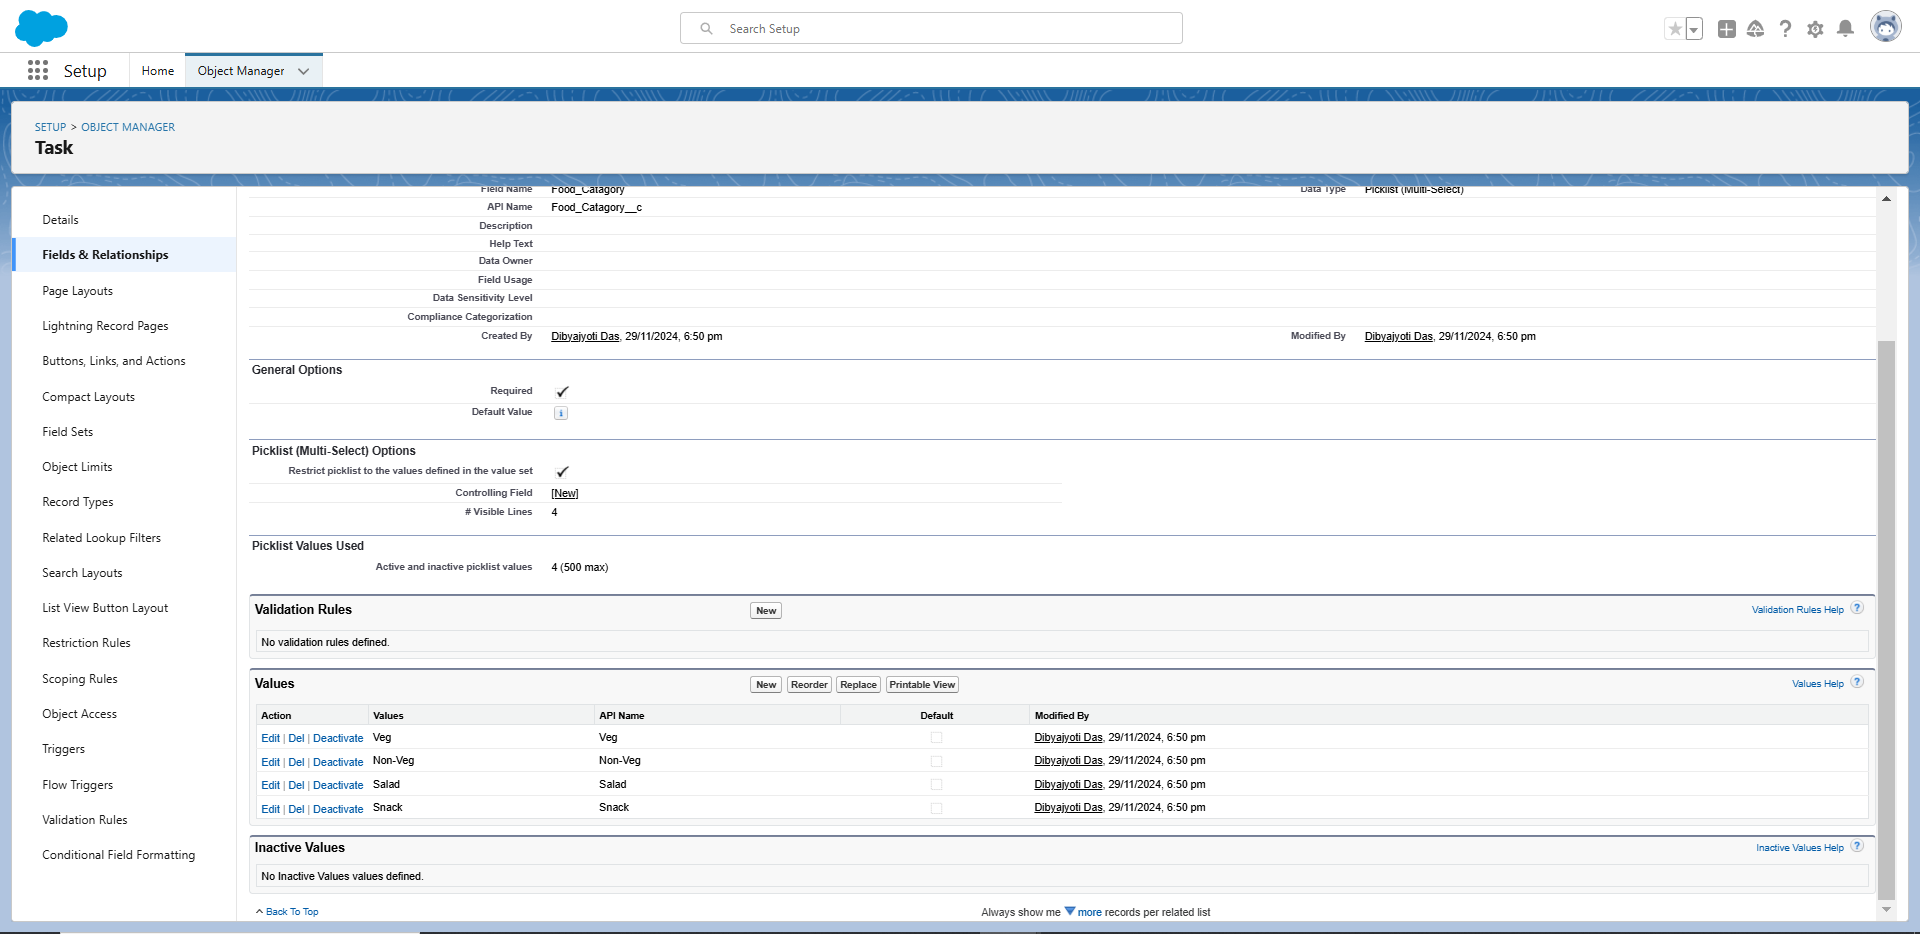 Search Setup
Setup
Home
Object Manager
SETUP > OBJECT MANAGER
Task
Details
Fields & Relationships
Page Layouts
Lightning Record Pages
Buttons, Links, and Actions
Compact Layouts
Field Sets
Object Limits
Record Types
Related Lookup Filters
Search Layouts
List View Button Layout
Restriction Rules
Scoping Rules
Object Access
Triggers
Flow Triggers
Validation Rules
Conditional Field Formatting
Field Name Food_Catagory Data Type Picklist (Multi-Select)
API Name Food_Catagory__c
Description
Help Text
Data Owner
Field Usage
Data Sensitivity Level
Compliance Categorization
Created By Dibyajyoti Das, 29/11/2024, 6:50 pm Modified By Dibyajyoti Das, 29/11/2024, 6:50 pm
General Options
Required
Default Value
Picklist (Multi-Select) Options
Restrict picklist to the values defined in the value set
Controlling Field [New]
# Visible Lines 4
Picklist Values Used
Active and inactive picklist values 4 (500 max)
Validation Rules New Validation Rules Help ?
No validation rules defined.
Values New Reorder Replace Printable View Values Help ?
Action Values API Name Default Modified By
Edit | Del | Deactivate Veg Veg Dibyajyoti Das, 29/11/2024, 6:50 pm
Edit | Del | Deactivate Non-Veg Non-Veg Dibyajyoti Das, 29/11/2024, 6:50 pm
Edit | Del | Deactivate Salad Salad Dibyajyoti Das, 29/11/2024, 6:50 pm
Edit | Del | Deactivate Snack Snack Dibyajyoti Das, 29/11/2024, 6:50 pm
Inactive Values Inactive Values Help ?
No Inactive Values values defined.
Back To Top Always show me more records per related list